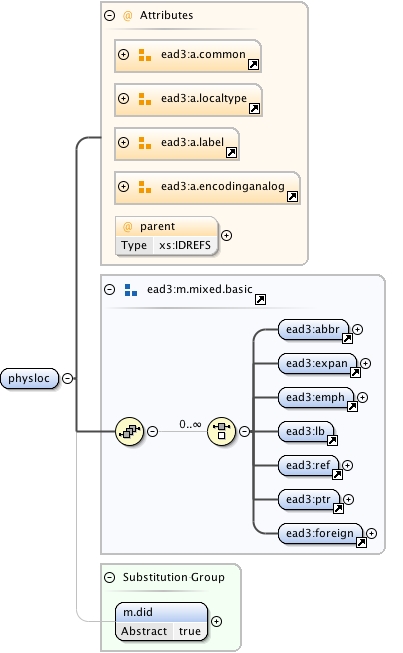 Attributes
ead3:a.common
ead3:a.localtype
ead3:a.label
ead3:a.encodinganalog
@ parent
Type xs:IDREFS
ead3:m.mixed.basic
physloc
0..∞
ead3:abbr
ead3:expan
ead3:emph
ead3:lb
ead3:ref
ead3:ptr
ead3:foreign
Substitution Group
m.did
Abstract true